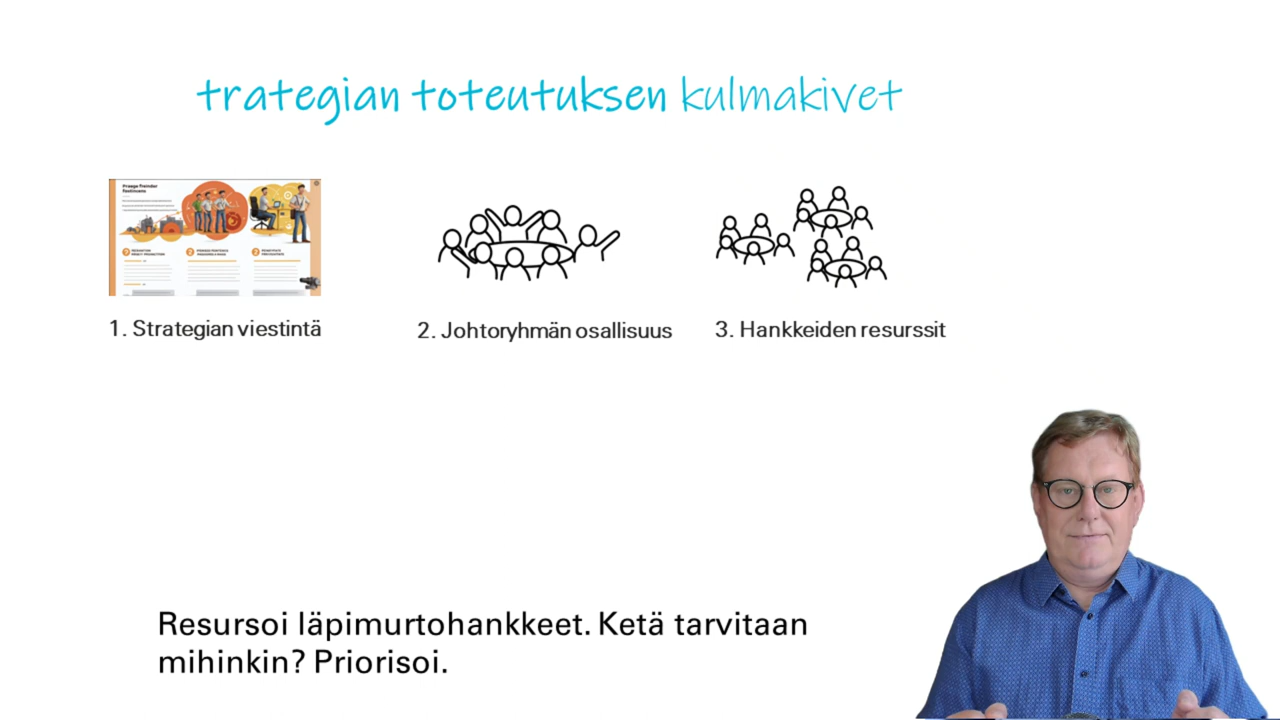 trategian toteutuksen kulmakivet
1. Strategian viestintä
2. Johtoryhmän osallisuus
3. Hankkeiden resurssit
Resursoi läpimurtohankkeet. Ketä tarvitaan
mihinkin? Priorisoi.